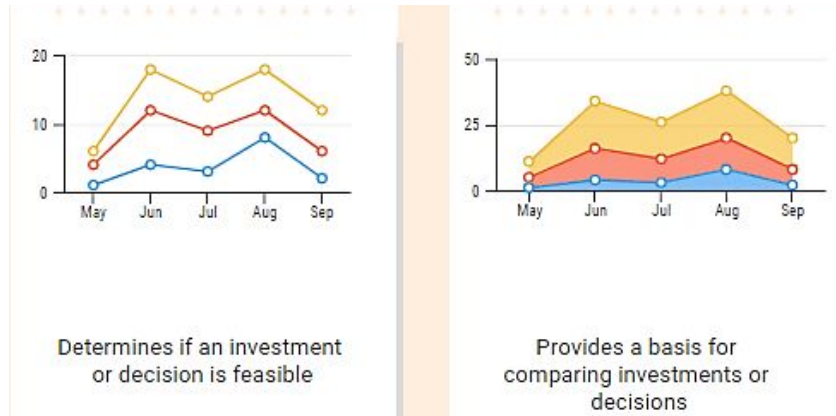 20
10
0
May Jun Jul Aug Sep
Determines if an investment
or decision is feasible
50
25
0
May Jun Jul Aug Sep
Provides a basis for
comparing investments or
decisions